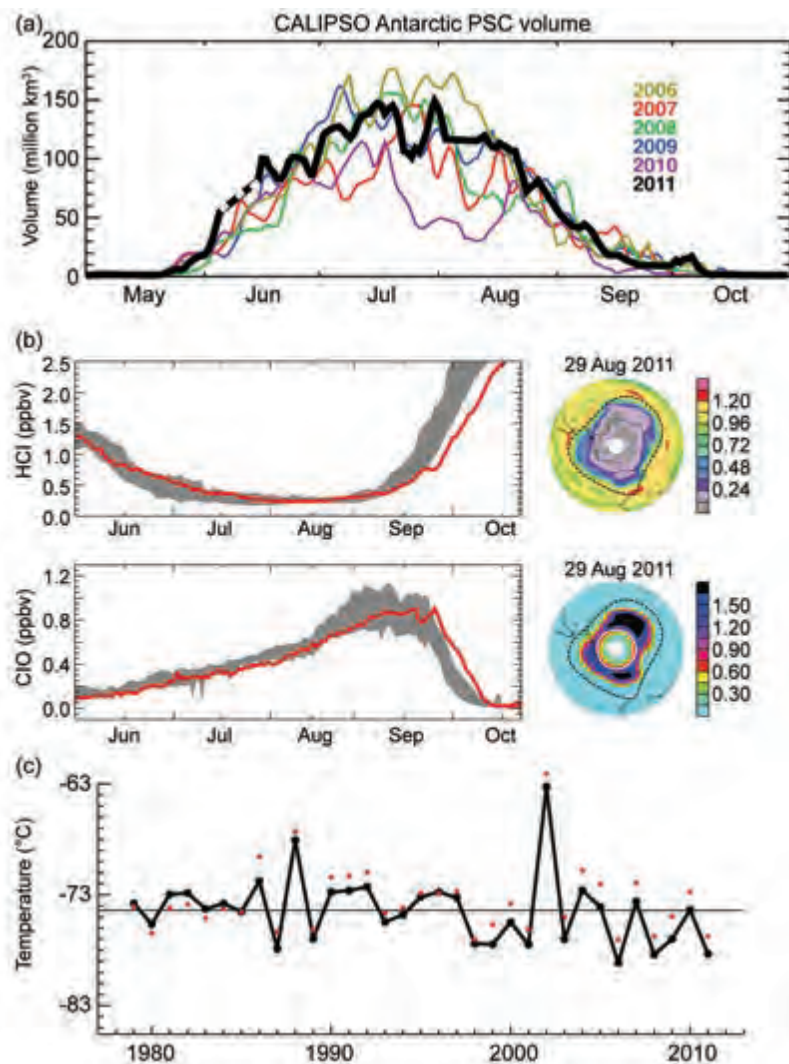 (a)
CALIPSO Antarctic PSC volume
Volume (million km³)
200
150
100
50
0
2006
2007
2008
2009
2010
2011
May Jun Jul Aug Sep Oct
(b)
HCl (ppbv)
2.5
2.0
1.5
1.0
0.5
0.0
Jun Jul Aug Sep Oct
29 Aug 2011
1.20
0.96
0.72
0.48
0.24
ClO (ppbv)
1.2
0.8
0.4
0.0
Jun Jul Aug Sep Oct
29 Aug 2011
1.50
1.20
0.90
0.60
0.30
(c)
Temperature (°C)
-63
-73
-83
1980 1990 2000 2010